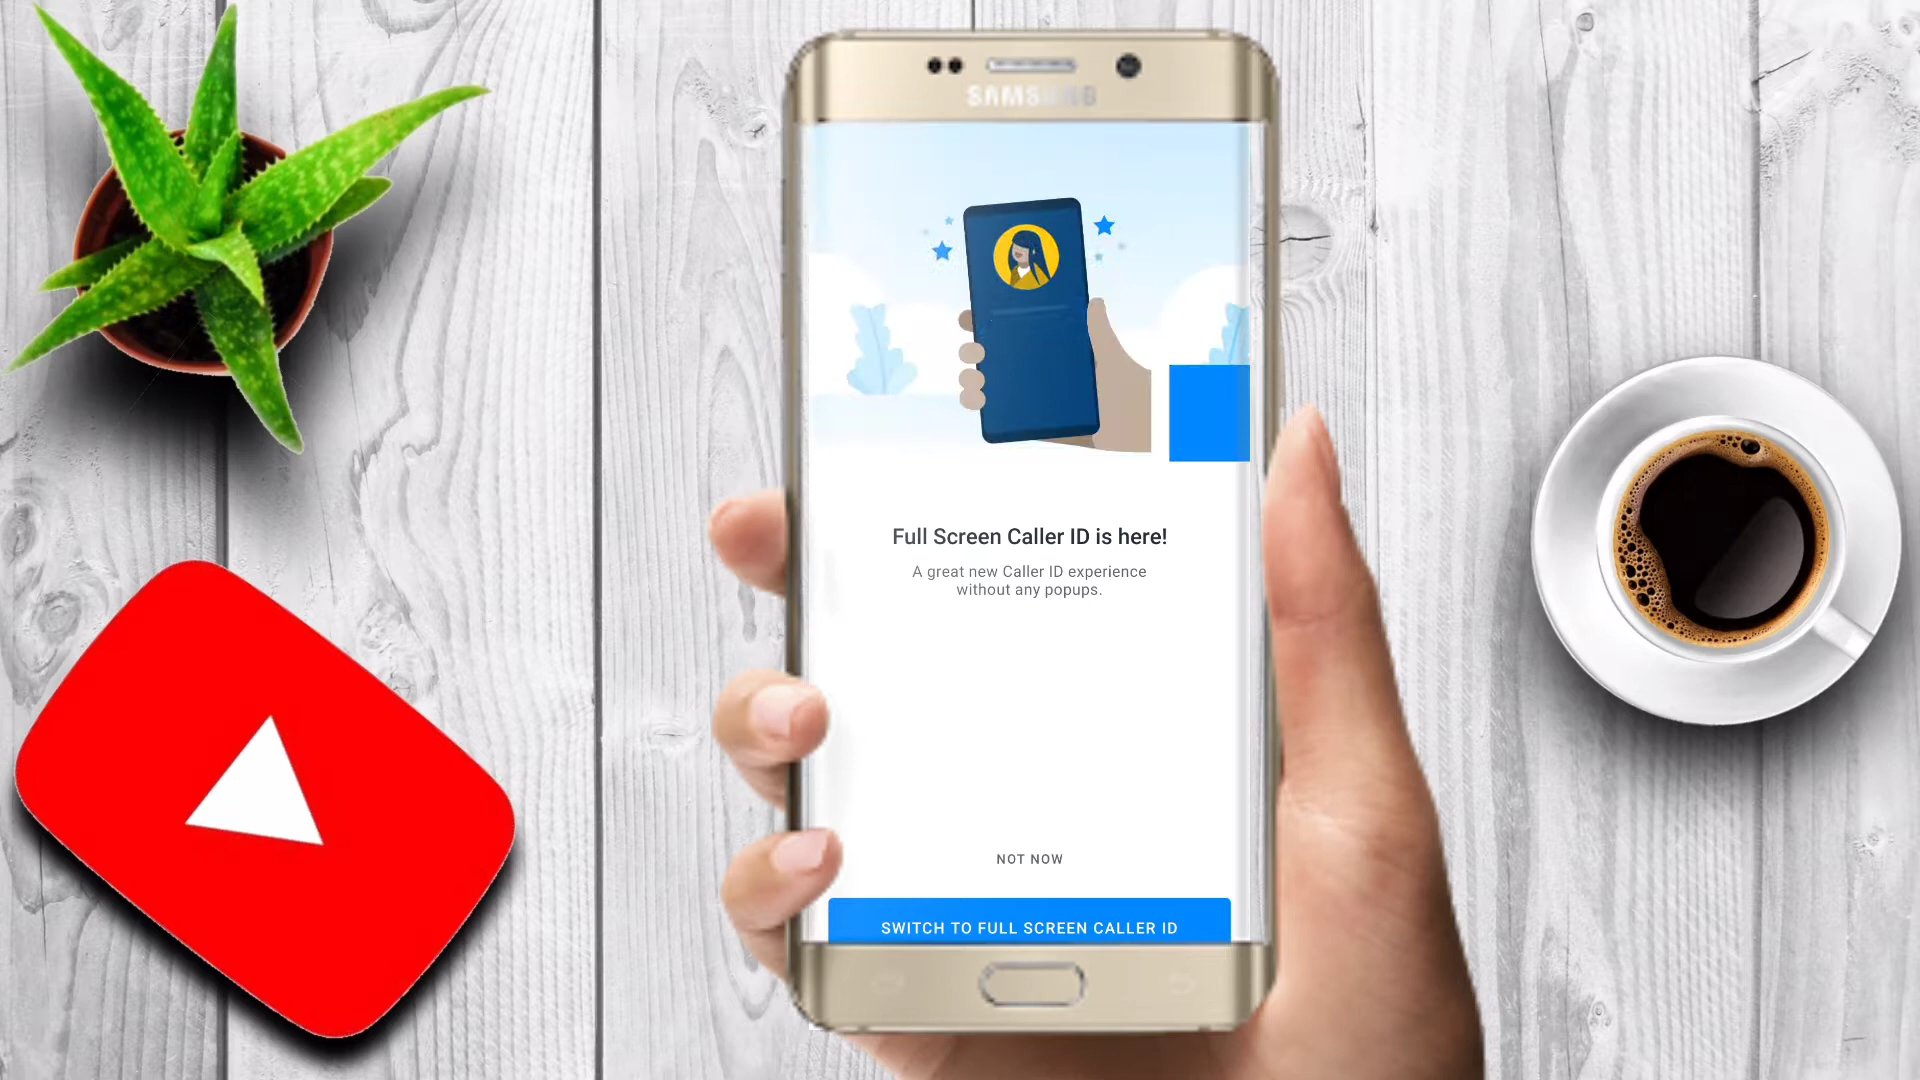 SAMSUNG
Full Screen Caller ID is here!
A great new Caller ID experience
without any popups.
NOT NOW
SWITCH TO FULL SCREEN CALLER ID